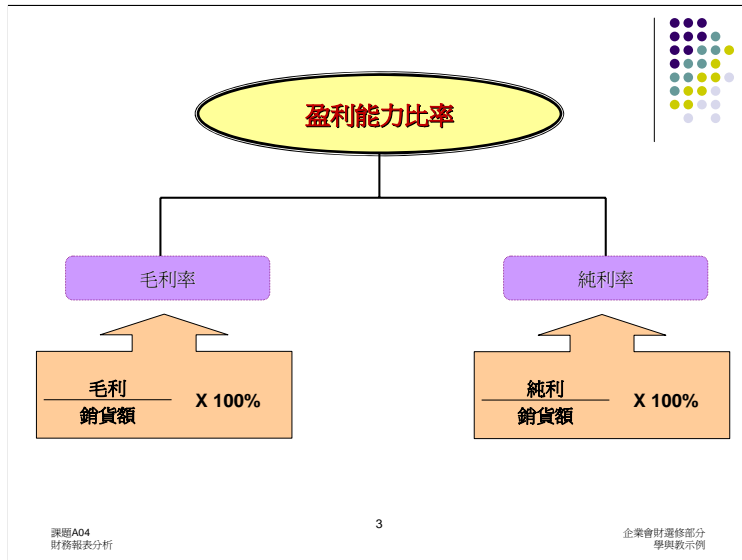 盈利能力比率
毛利率
純利率
毛利
銷貨額
X 100%
純利
銷貨額
X 100%
課題A04
財務報表分析
3
企業會財選修部分
學與教示例